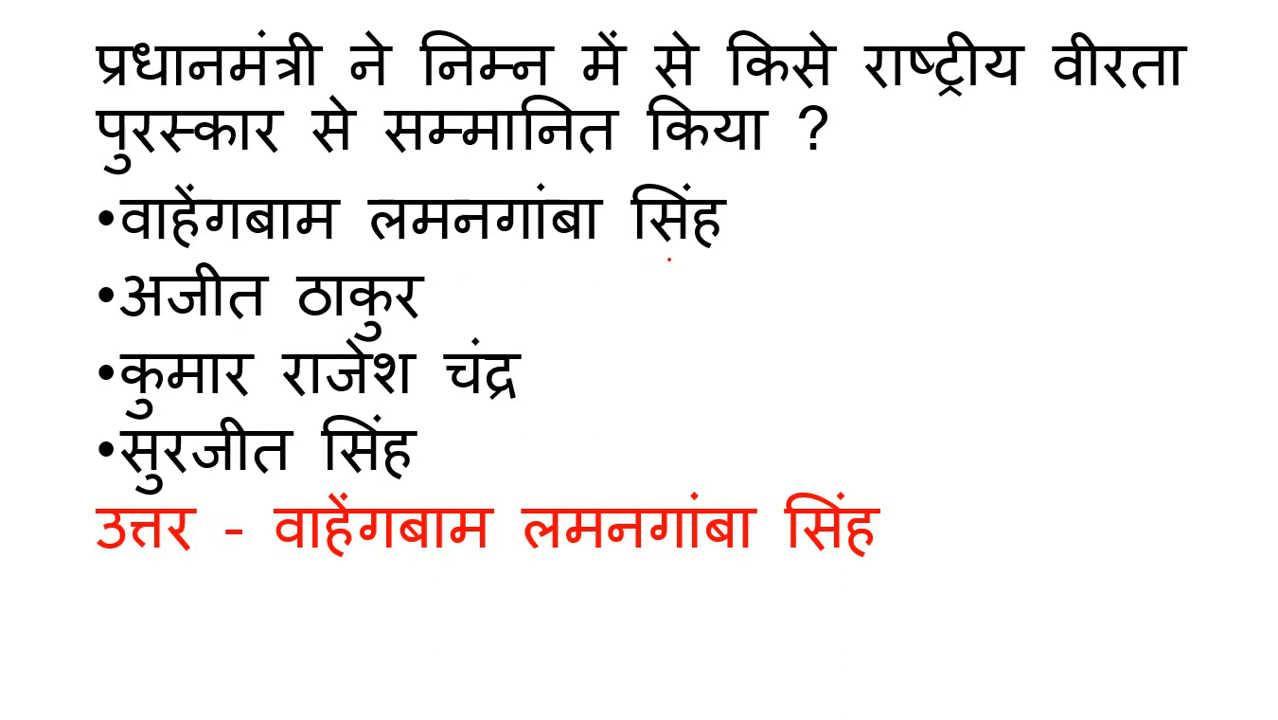 प्रधानमंत्री ने निम्न में से किसे राष्ट्रीय वीरता
पुरस्कार से सम्मानित किया ?
•वाहेंगबाम लमनगांबा सिंह
•अजीत ठाकुर
•कुमार राजेश चंद्र
•सुरजीत सिंह
उत्तर - वाहेंगबाम लमनगांबा सिंह